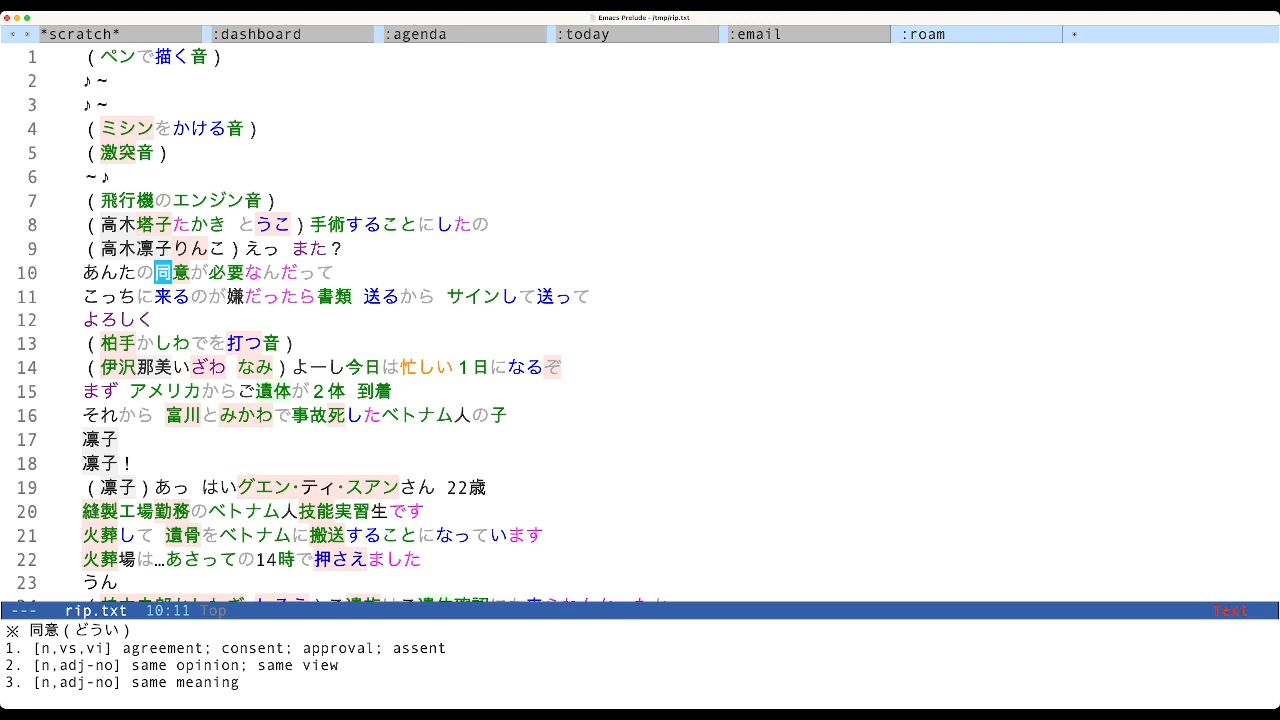 Emacs Prelude - /tmp/rip.txt
*scratch* :dashboard :agenda :today :email :roam *
1 (ペンで描く音)
2 ♪~
3 ♪~
4 (ミシンをかける音)
5 (激突音)
6 ~♪
7 (飛行機のエンジン音)
8 (高木塔子たかき とうこ)手術することにしたの
9 (高木凛子りんこ)えっ また?
10 あんたの同意が必要なんだって
11 こっちに来るのが嫌だったら書類 送るから サインして送って
12 よろしく
13 (柏手かしわでを打つ音)
14 (伊沢那美いざわ なみ)よーし今日は忙しい1日になるぞ
15 まず アメリカからご遺体が2体 到着
16 それから 富川とみかわで事故死したベトナム人の子
17 凛子
18 凛子!
19 (凛子)あっ はいグエン・ティ・スアンさん 22歳
20 縫製工場勤務のベトナム人技能実習生です
21 火葬して 遺骨をベトナムに搬送することになっています
22 火葬場は…あさっての14時で押さえました
23 うん
--- rip.txt 10:11 Top Text
※ 同意(どうい)
1. [n,vs,vi] agreement; consent; approval; assent
2. [n,adj-no] same opinion; same view
3. [n,adj-no] same meaning